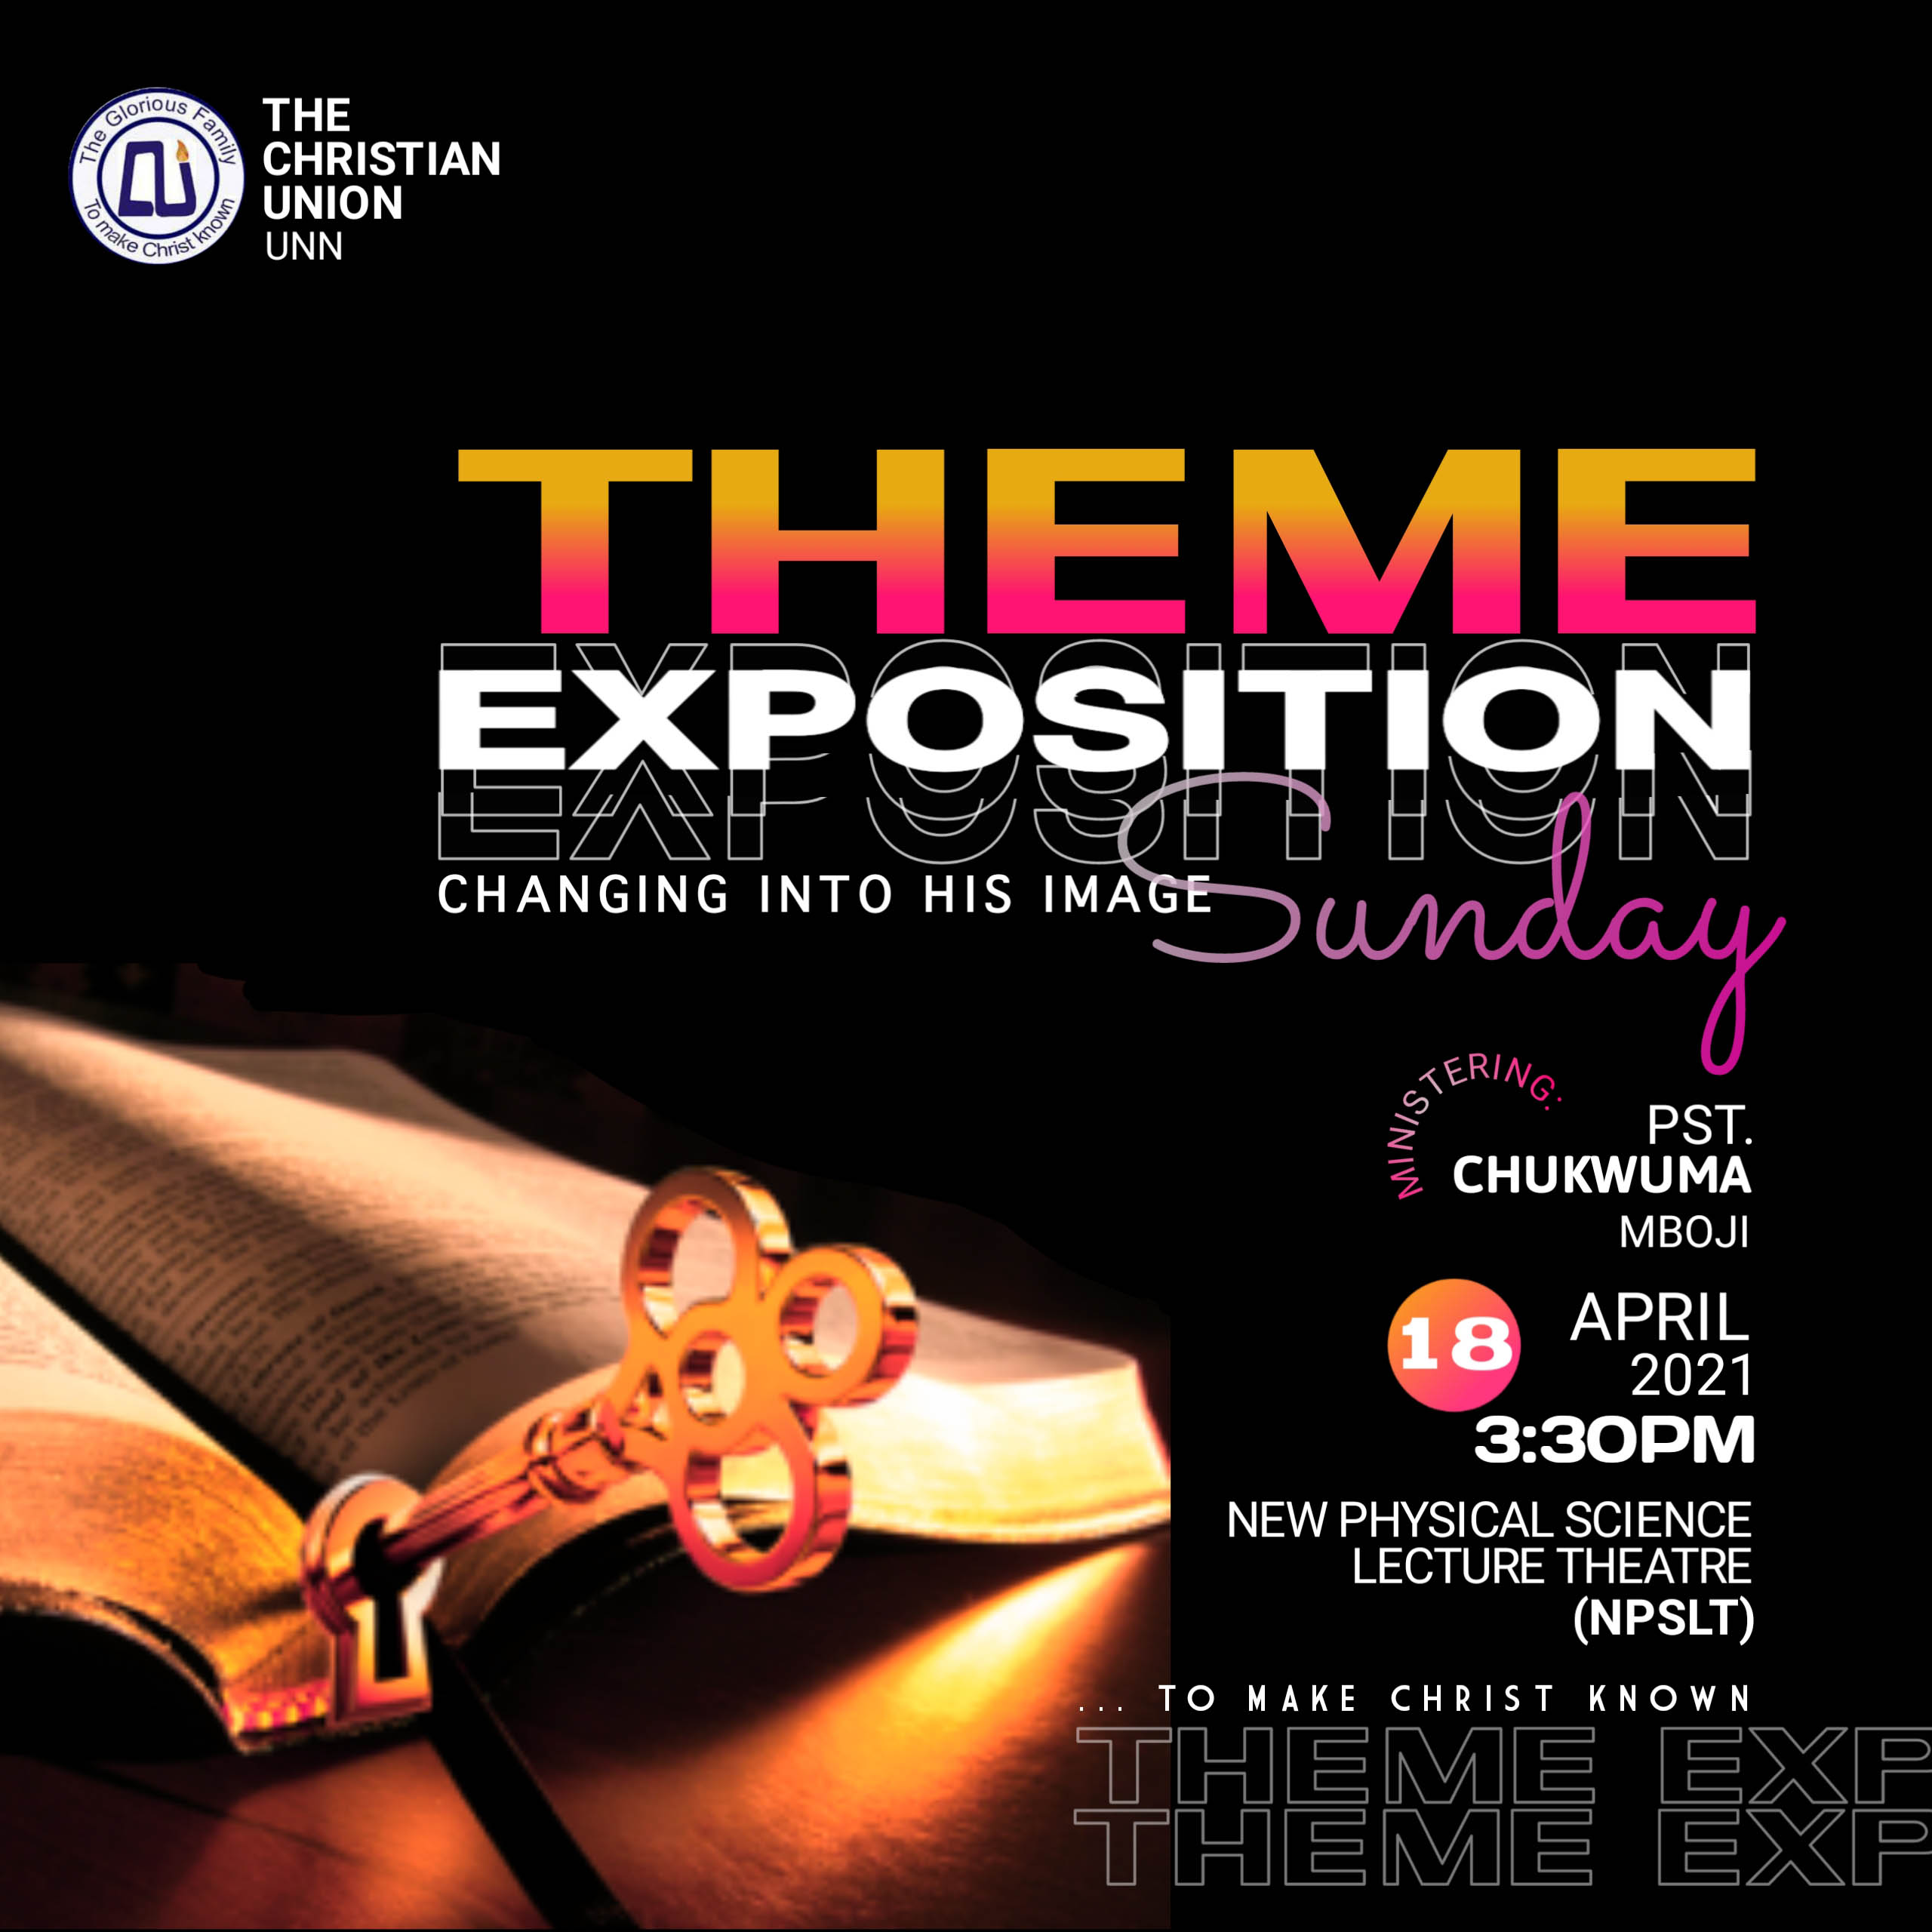 The Glorious Family
To make Christ known
THE
CHRISTIAN
UNION
UNN
THEME
EXPOSITION
Sunday
CHANGING INTO HIS IMAGE
MINISTERING:
PST.
CHUKWUMA
MBOJI
18
APRIL
2021
3:30PM
NEW PHYSICAL SCIENCE
LECTURE THEATRE
(NPSLT)
... TO MAKE CHRIST KNOWN
THEME EXP
THEME EXP